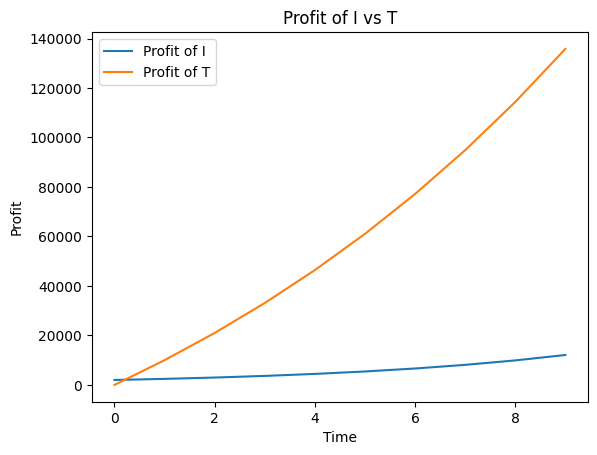 Profit of I vs T
Profit of I
Profit of T
140000
120000
100000
80000
60000
40000
20000
0
Profit
0 2 4 6 8
Time